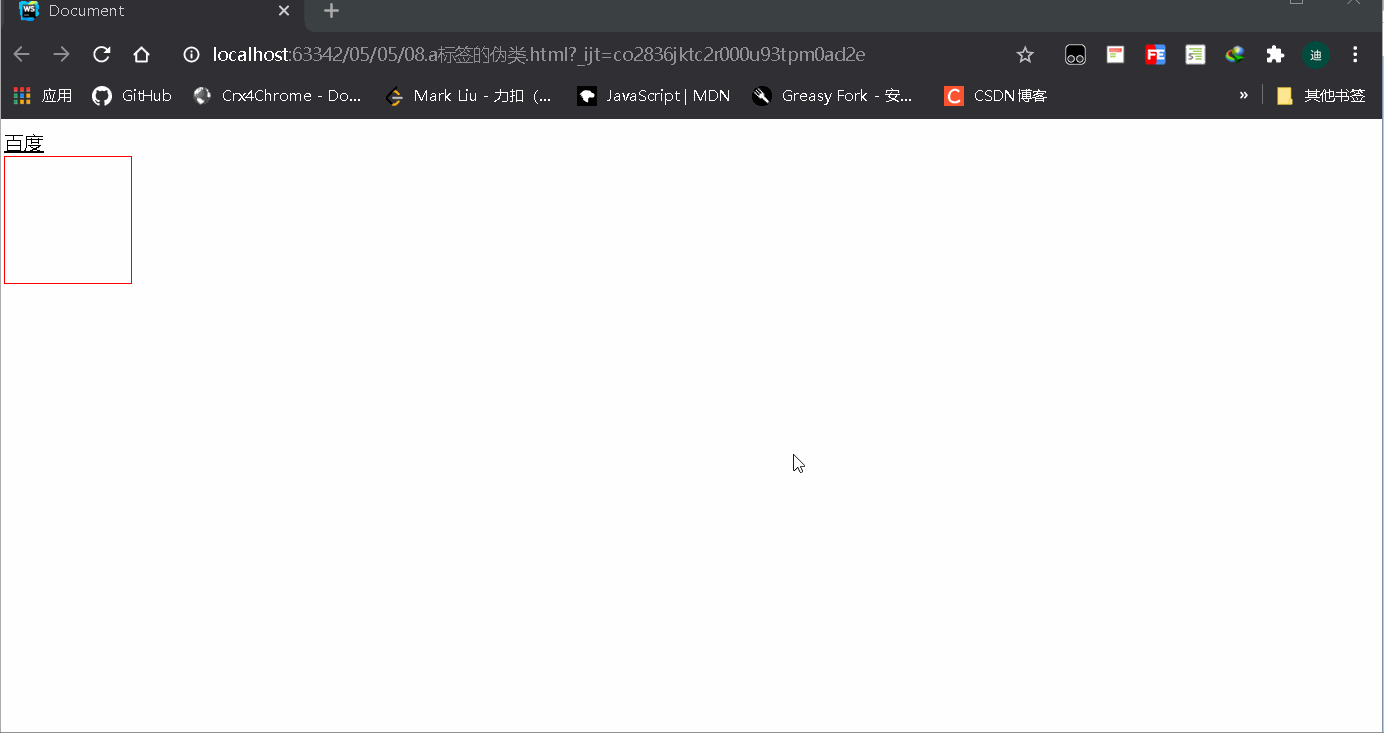 Document
localhost:63342/05/05/08.a标签的伪类.html?_ijt=co2836jktc2r000u93tpm0ad2e
FE
迪
应用 GitHub Crx4Chrome - Do... Mark Liu - 力扣 (... JavaScript | MDN Greasy Fork - 安... C CSDN博客 » 其他书签
百度